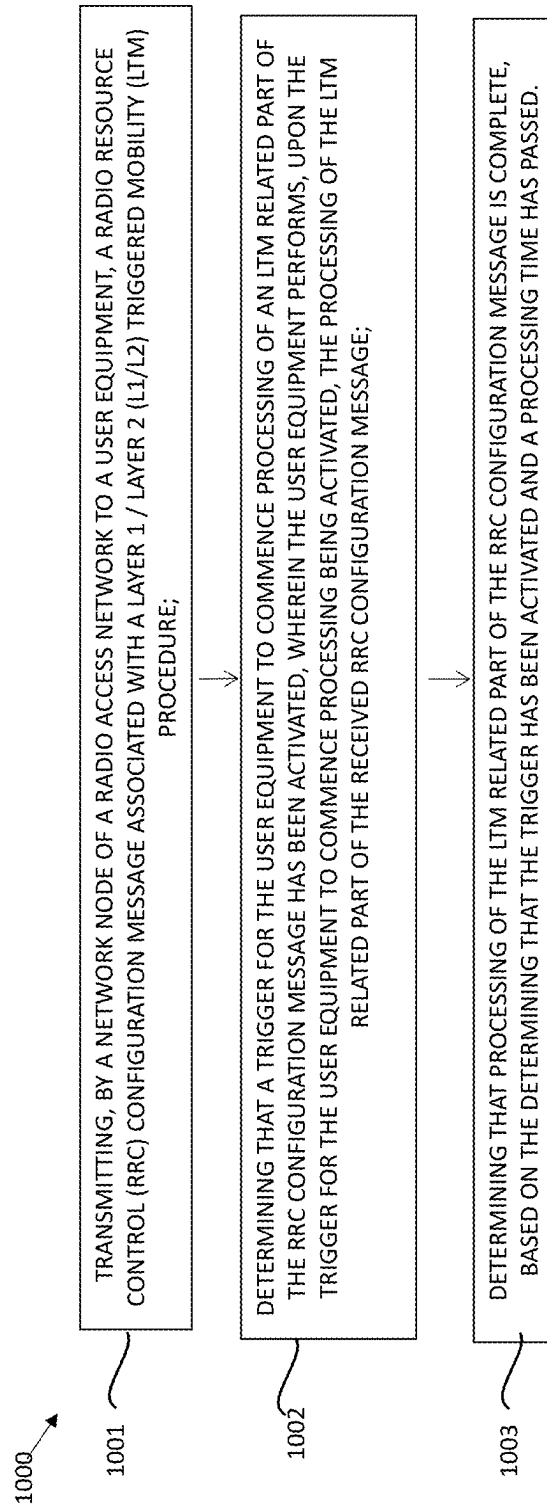 1000
1001
TRANSMITTING, BY A NETWORK NODE OF A RADIO ACCESS NETWORK TO A USER EQUIPMENT, A RADIO RESOURCE
CONTROL (RRC) CONFIGURATION MESSAGE ASSOCIATED WITH A LAYER 1 / LAYER 2 (L1/L2) TRIGGERED MOBILITY (LTM)
PROCEDURE;
1002
DETERMINING THAT A TRIGGER FOR THE USER EQUIPMENT TO COMMENCE PROCESSING OF AN LTM RELATED PART OF
THE RRC CONFIGURATION MESSAGE HAS BEEN ACTIVATED, WHEREIN THE USER EQUIPMENT PERFORMS, UPON THE
TRIGGER FOR THE USER EQUIPMENT TO COMMENCE PROCESSING BEING ACTIVATED, THE PROCESSING OF THE LTM
RELATED PART OF THE RECEIVED RRC CONFIGURATION MESSAGE;
1003
DETERMINING THAT PROCESSING OF THE LTM RELATED PART OF THE RRC CONFIGURATION MESSAGE IS COMPLETE,
BASED ON THE DETERMINING THAT THE TRIGGER HAS BEEN ACTIVATED AND A PROCESSING TIME HAS PASSED.